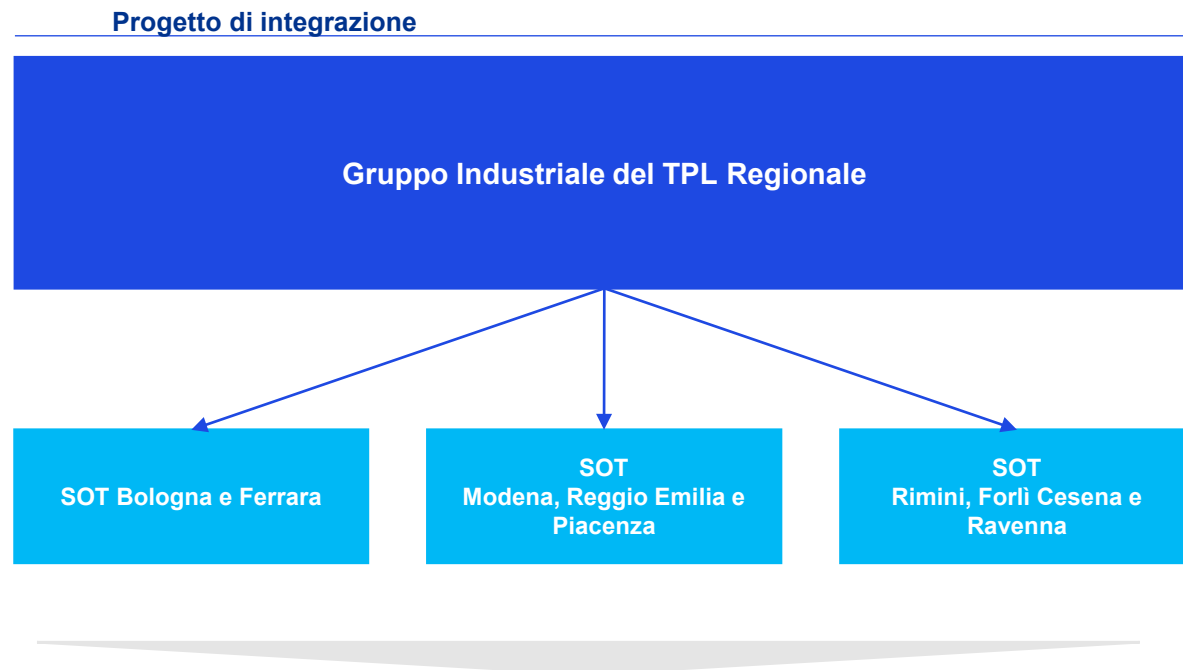 Progetto di integrazione
Gruppo Industriale del TPL Regionale
SOT Bologna e Ferrara
SOT
Modena, Reggio Emilia e
Piacenza
SOT
Rimini, Forlì Cesena e
Ravenna